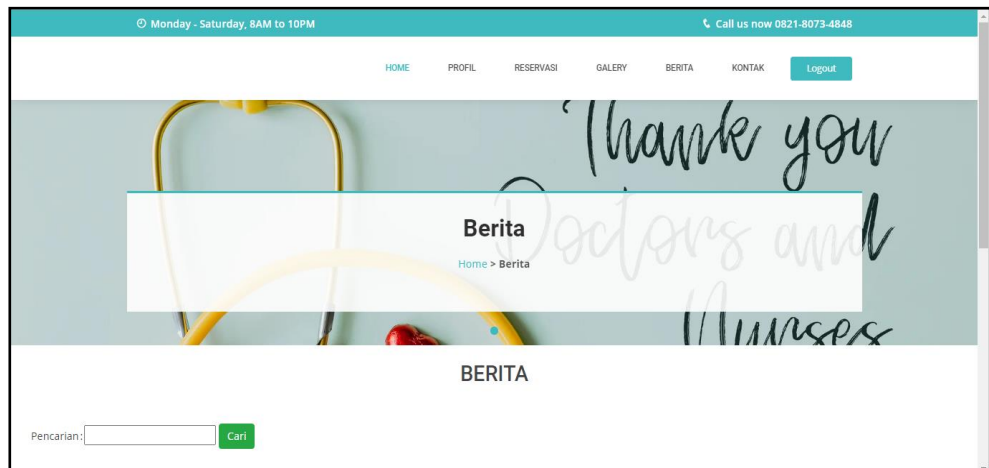 Monday - Saturday, 8AM to 10PM
Call us now 0821-8073-4848
HOME PROFIL RESERVASI GALERY BERITA KONTAK Logout
Thank you
Doctors and
Nurses
Berita
Home > Berita
BERITA
Pencarian: Cari